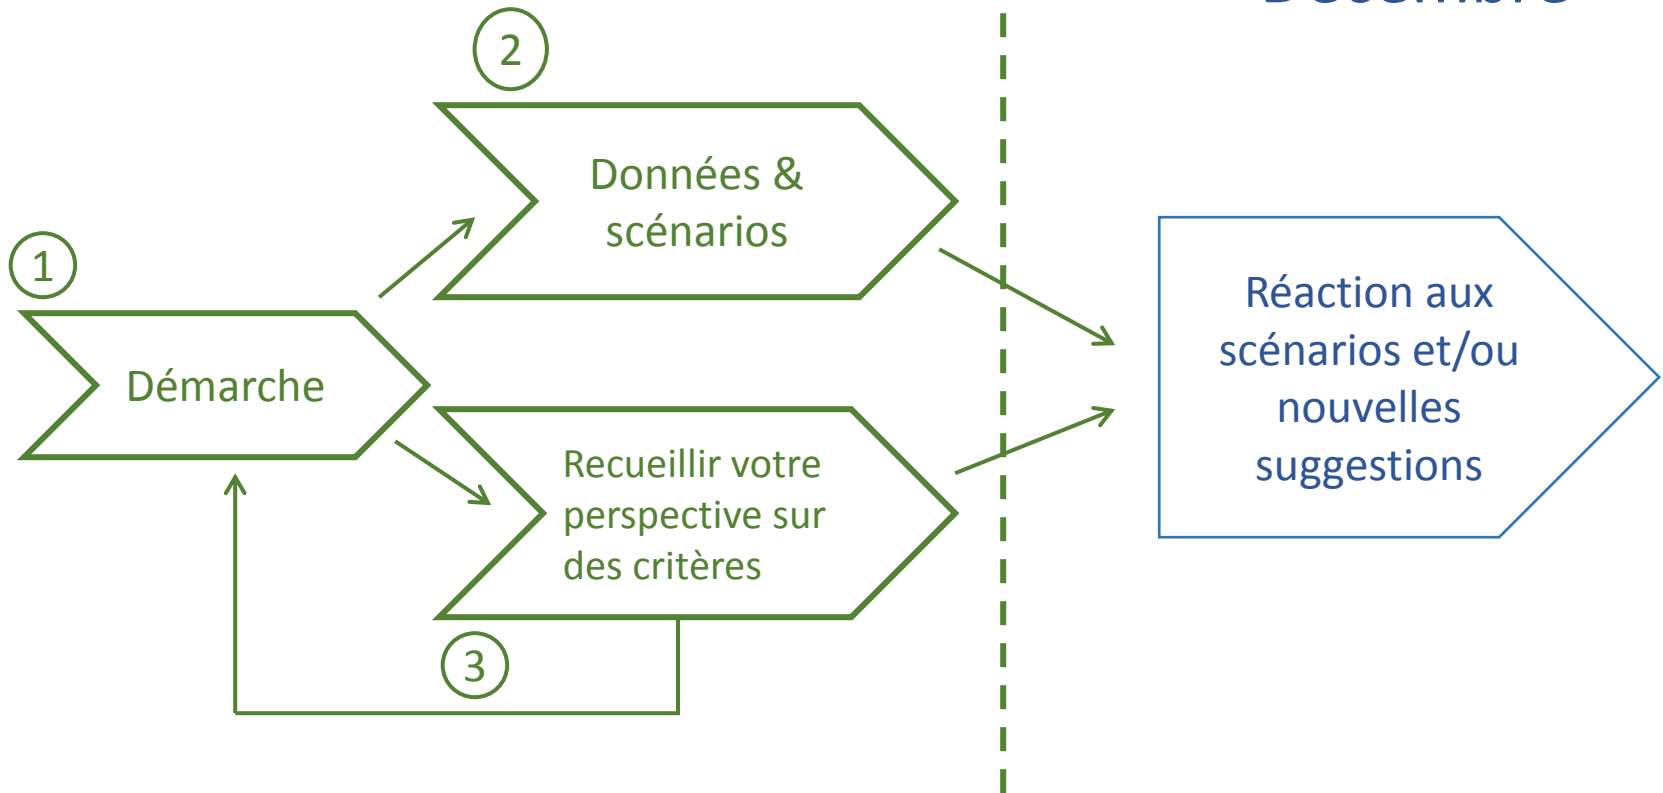 2
Données &
scénarios
1
Démarche
Recueillir votre
perspective sur
des critères
3
Réaction aux
scénarios et/ou
nouvelles
suggestions